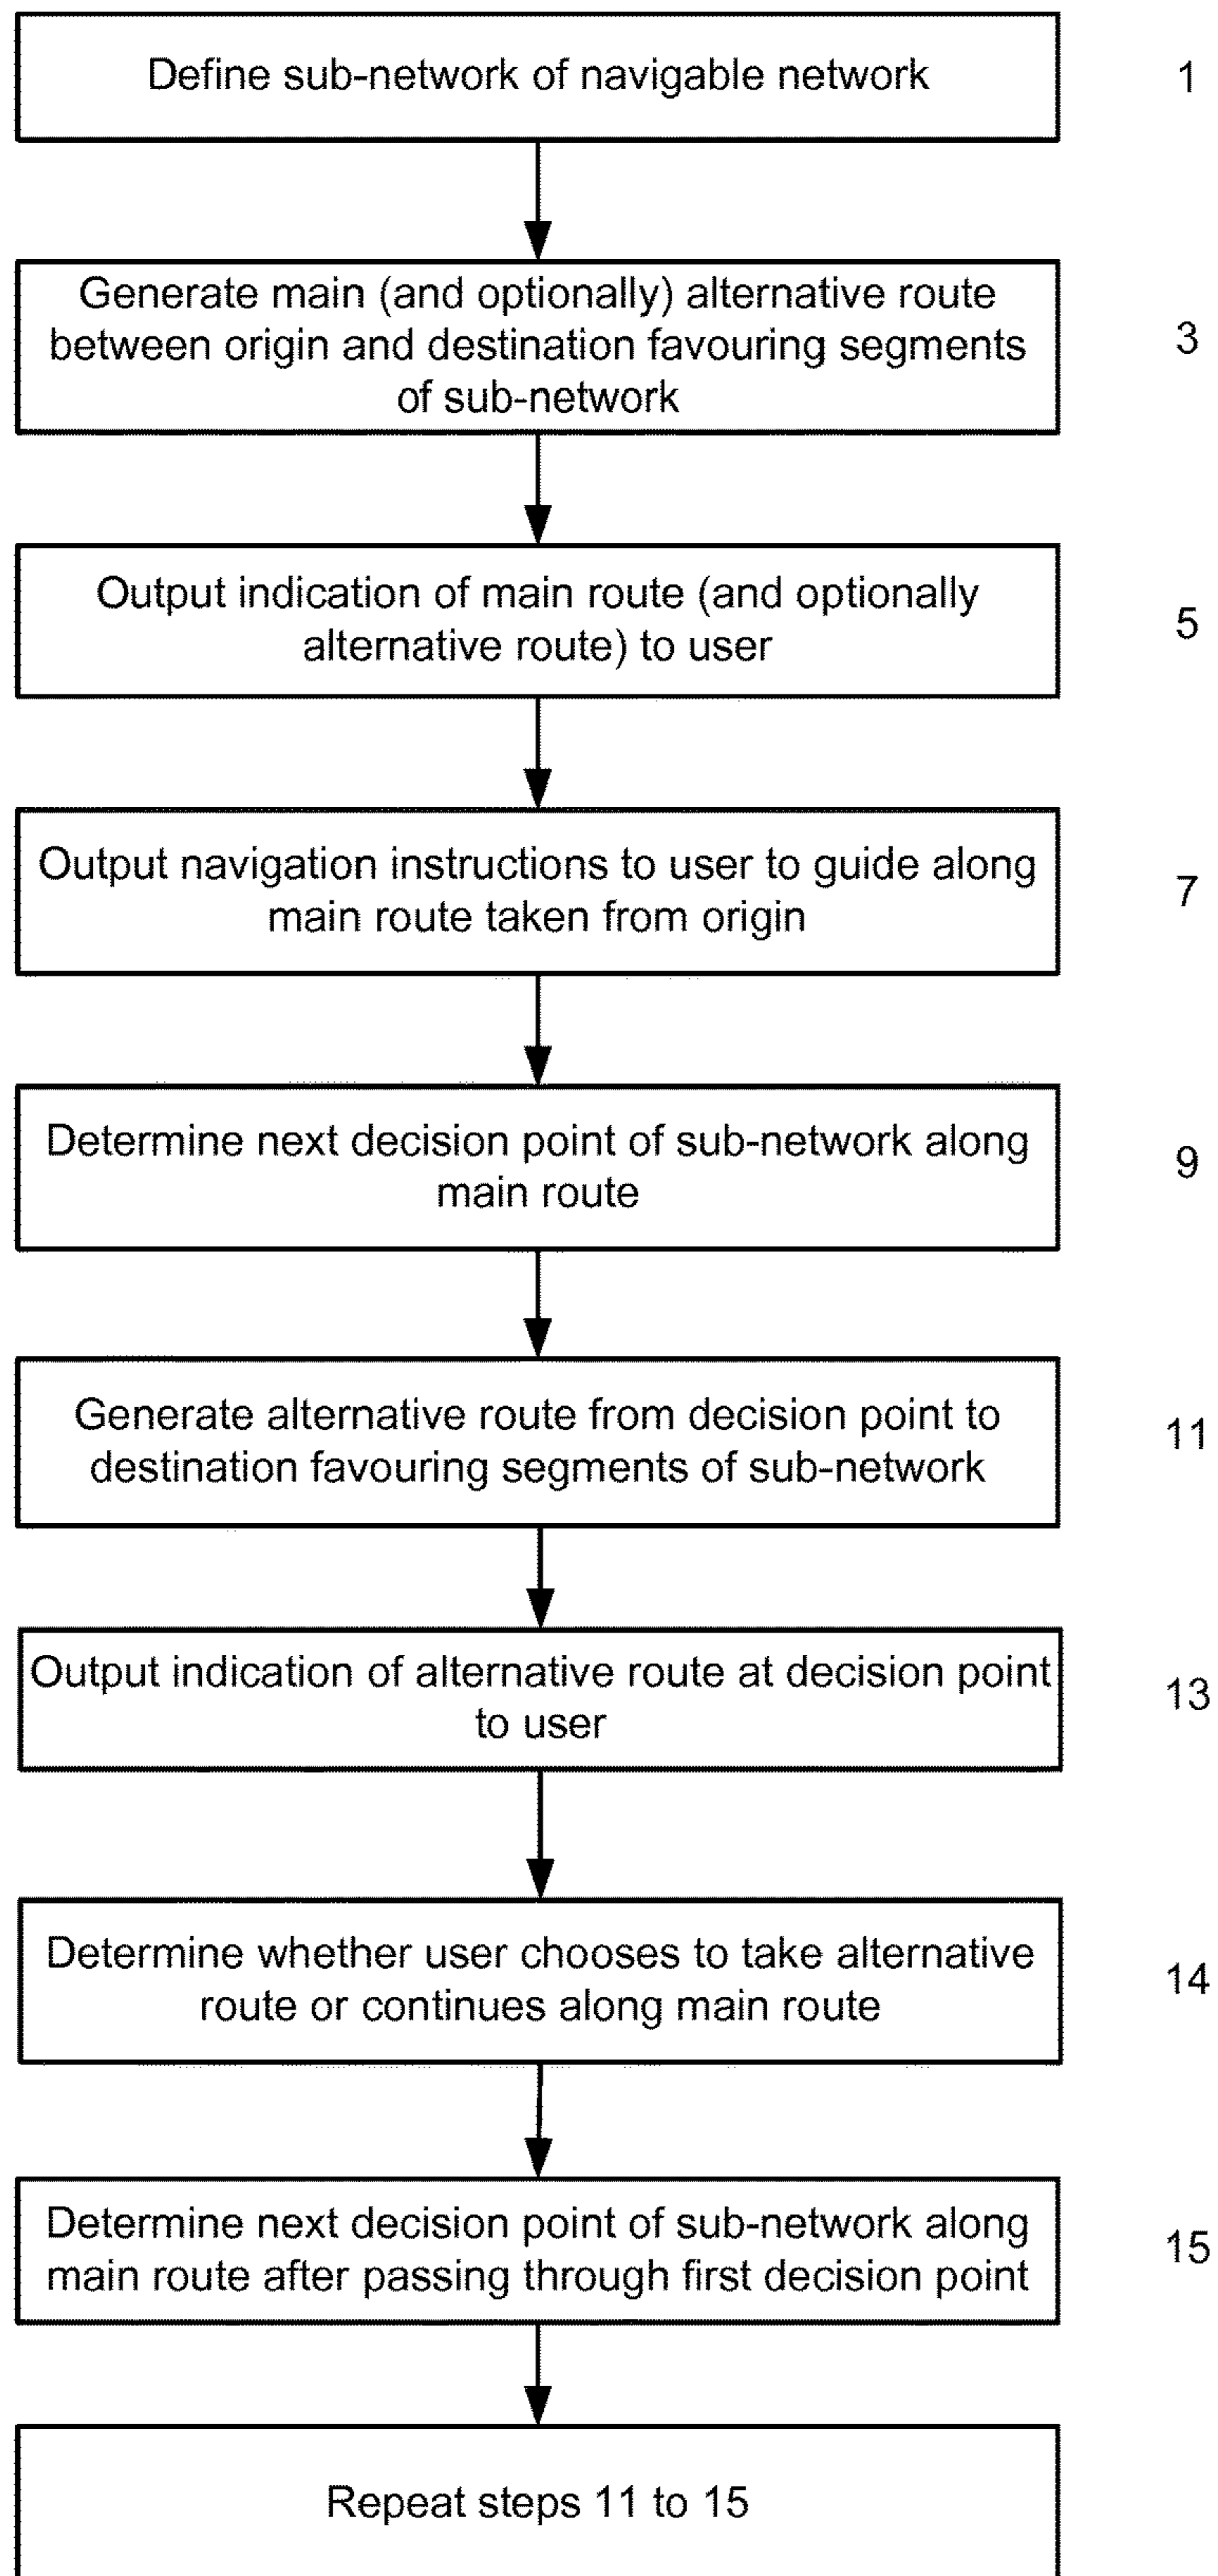 Define sub-network of navigable network
1
Generate main (and optionally) alternative route
between origin and destination favouring segments
of sub-network
3
Output indication of main route (and optionally
alternative route) to user
5
Output navigation instructions to user to guide along
main route taken from origin
7
Determine next decision point of sub-network along
main route
9
Generate alternative route from decision point to
destination favouring segments of sub-network
11
Output indication of alternative route at decision point
to user
13
Determine whether user chooses to take alternative
route or continues along main route
14
Determine next decision point of sub-network along
main route after passing through first decision point
15
Repeat steps 11 to 15